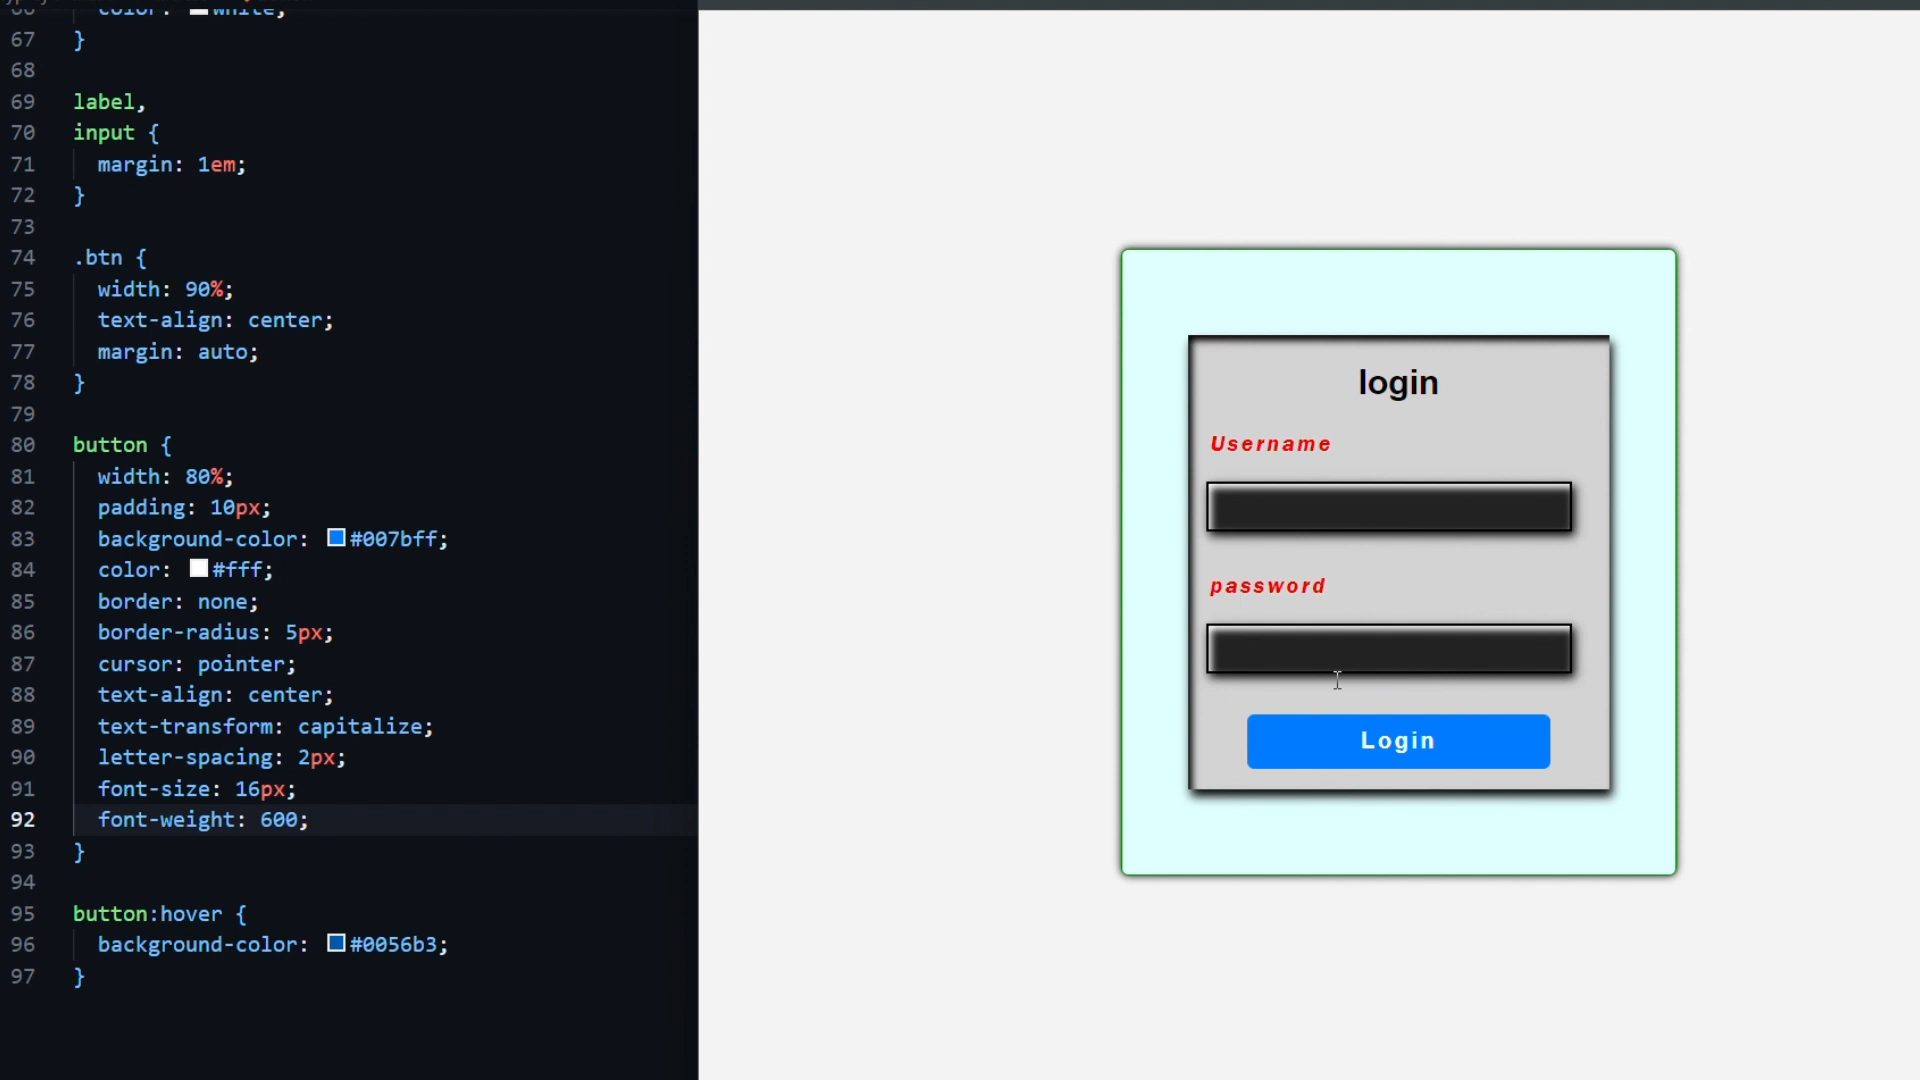 color: white;
67 }
68
69 label,
70 input {
71 margin: 1em;
72 }
73
74 .btn {
75 width: 90%;
76 text-align: center;
77 margin: auto;
78 }
79
80 button {
81 width: 80%;
82 padding: 10px;
83 background-color: #007bff;
84 color: #fff;
85 border: none;
86 border-radius: 5px;
87 cursor: pointer;
88 text-align: center;
89 text-transform: capitalize;
90 letter-spacing: 2px;
91 font-size: 16px;
92 font-weight: 600;
93 }
94
95 button:hover {
96 background-color: #0056b3;
97 }
login
Username
password
Login